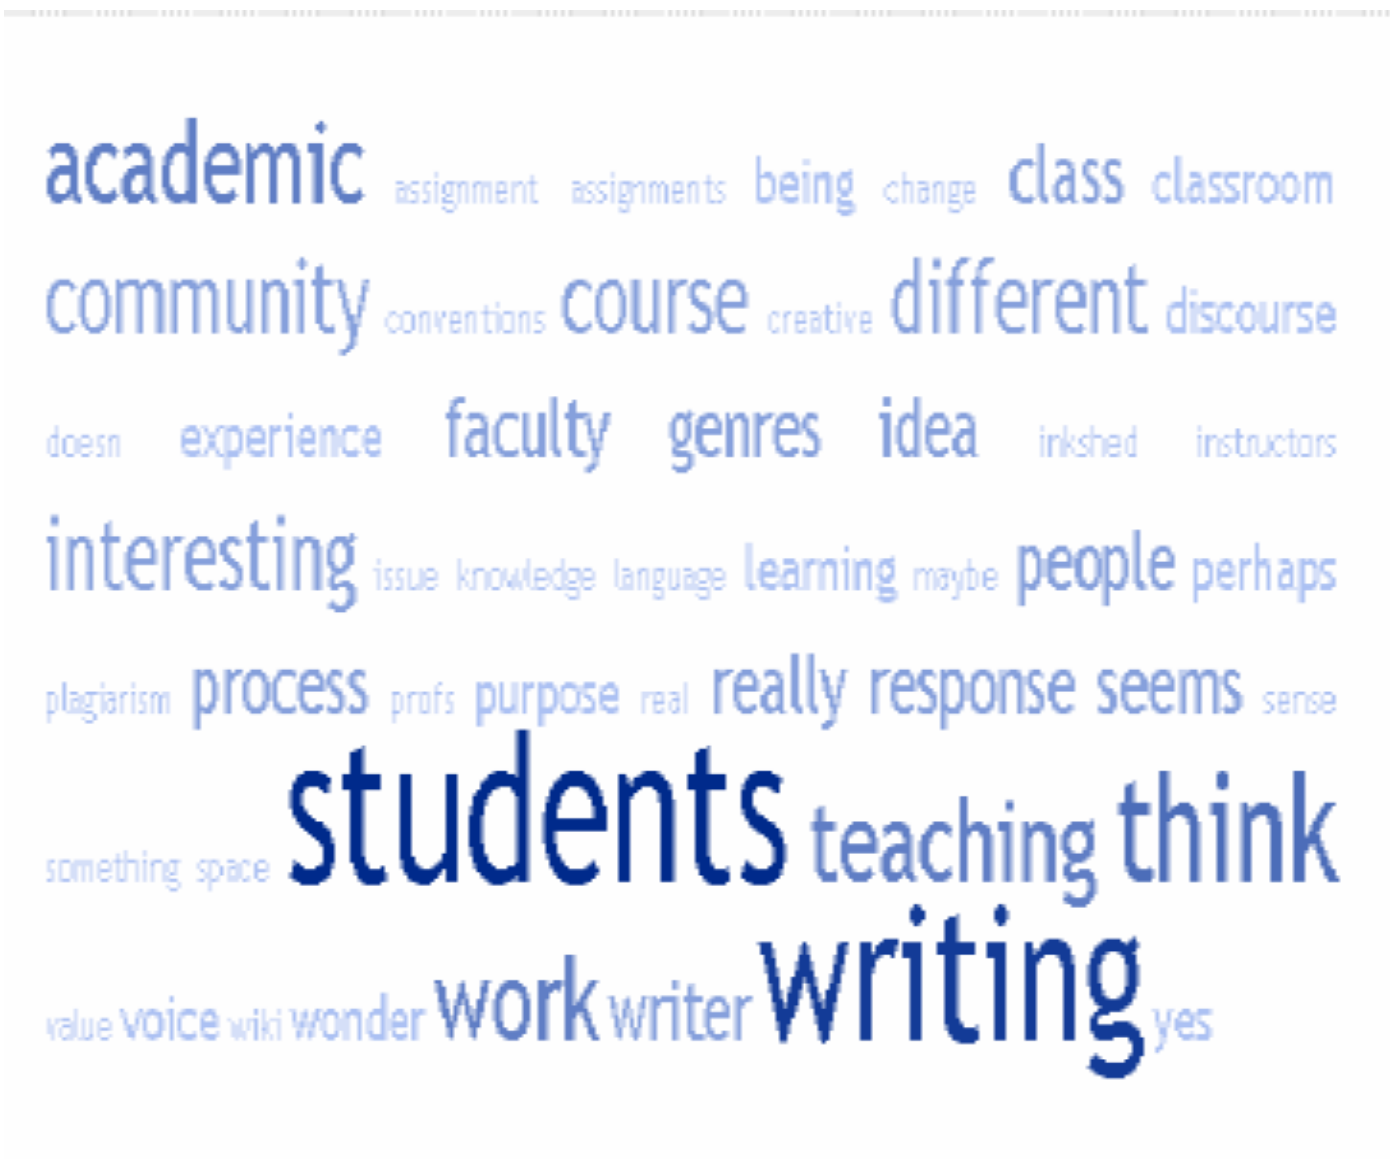 academic assignment assignments being change class classroom
community conventions course creative different discourse
doesn experience faculty genres idea inkshed instructors
interesting issue knowledge language learning maybe people perhaps
plagiarism process profs purpose real really response seems sense
something space students teaching think
value voice wiki wonder work writer writing yes